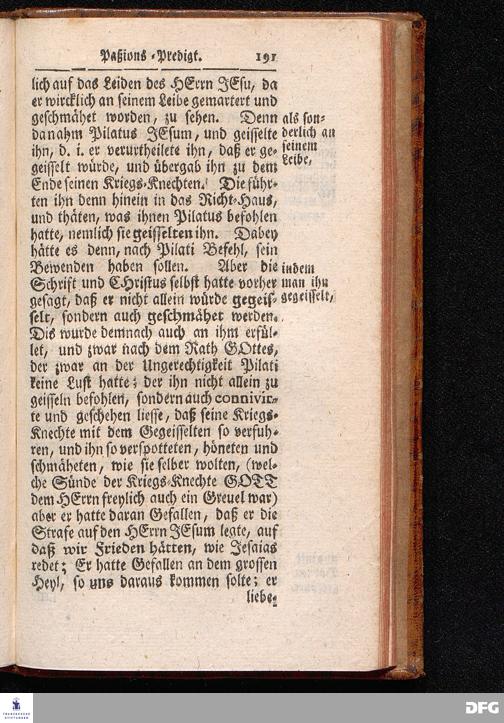 Paßions-Predigt. 191
lich auf das Leiden des HErrn JEsu, da
er wircklich an seinem Leibe gemartert und
geschmähet worden, zu sehen. Denn
da nahm Pilatus JEsum, und geisselte
ihn, d. i. er verurtheilete ihn, daß er ge-
geisselt würde, und übergab ihn zu dem
Ende seinen Kriegs-Knechten. Die führ-
ten ihn denn hinein in das Richt-Haus,
und thäten, was ihnen Pilatus befohlen
hatte, nemlich sie geisselten ihn. Dabey
hätte es denn, nach Pilati Befehl, sein
Bewenden haben sollen. Aber die
Schrift und CHristus selbst hatte vorher
gesagt, daß er nicht allein würde gegeis-
selt, sondern auch geschmähet werden.
Dis wurde demnach auch an ihm erfül-
let, und zwar nach dem Rath GOttes,
der zwar an der Ungerechtigkeit Pilati
keine Lust hatte; der ihn nicht allein zu
geisseln befohlen, sondern auch connivir-
te und geschehen liesse, daß seine Kriegs-
Knechte mit dem Gegeisselten so verfuh-
ren, und ihn so verspotteten, höneten und
schmäheten, wie sie selber wolten, (wel-
che Sünde der Kriegs-Knechte GOTT
dem HErrn freylich auch ein Greuel war)
aber er hatte daran Gefallen, daß er die
Strafe auf den HErrn JEsum legte, auf
daß wir Frieden hätten, wie Jesaias
redet; Er hatte Gefallen an dem grossen
Heyl, so uns daraus kommen solte; er
liebe-
als son-
derlich an
seinem
Leibe,
indem
man ihn
gegeisselt,
FRANCKESCHE
STIFTUNGEN
DFG